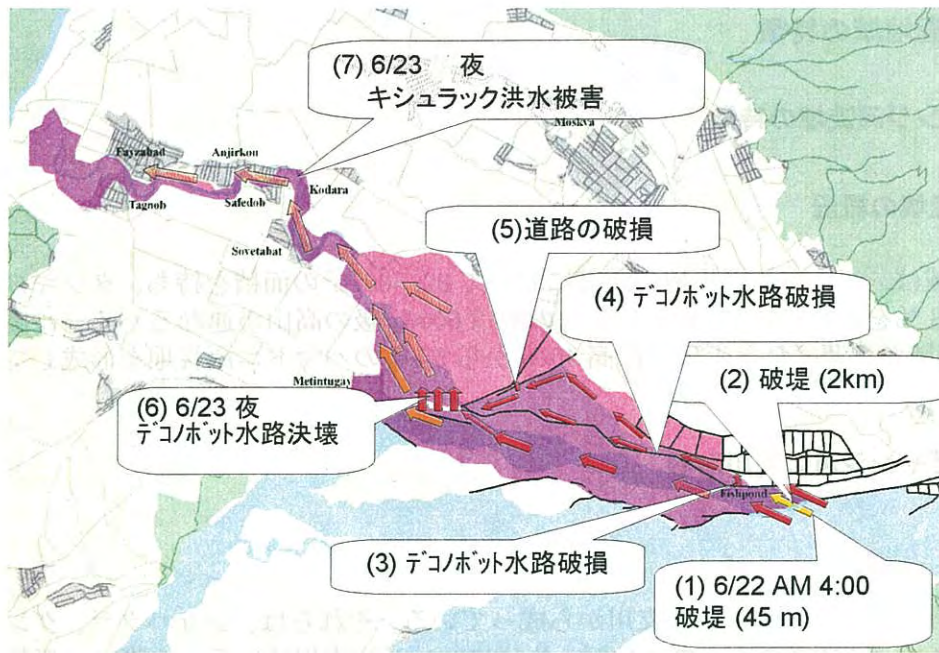 (7) 6/23 夜
キシュラック洪水被害
Moskva
Fayzabad
Anjirkou
Kodara
Tagnob
Safedob
Sovetabat
(5)道路の破損
(4) デコノボット水路破損
(2) 破堤 (2km)
Metintugay
(6) 6/23 夜
デコノボット水路決壊
Fishpond
(3) デコノボット水路破損
(1) 6/22 AM 4:00
破堤 (45 m)